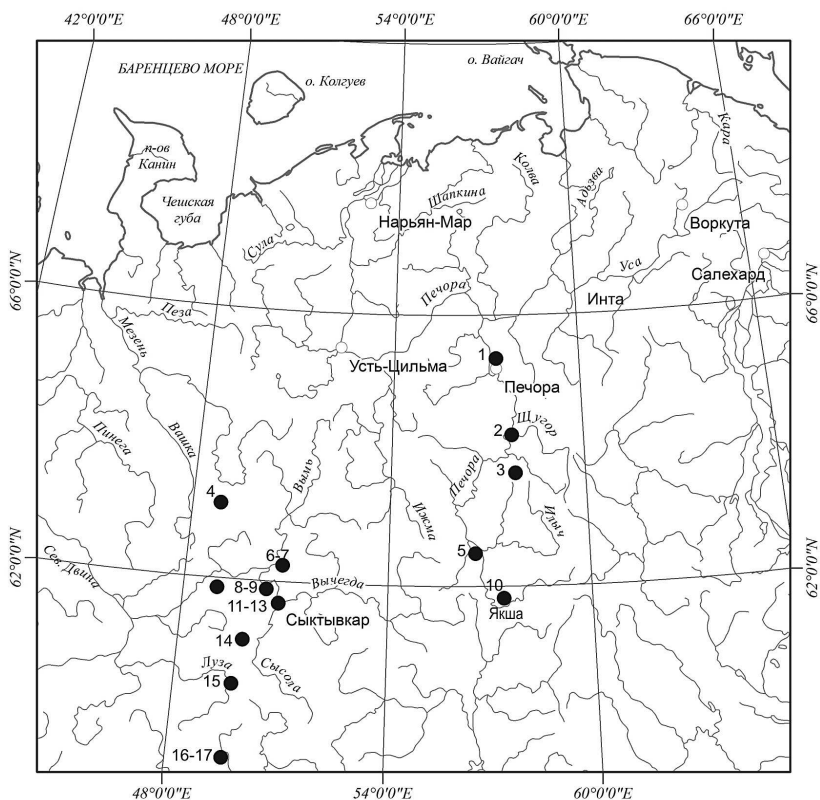 42°0'0"E 48°0'0"E 54°0'0"E 60°0'0"E 66°0'0"E
БАРЕНЦЕВО МОРЕ
о. Вайгач
о. Колгуев
Кара
п-ов
Канин
Колва
Адьзва
Шапкина
Чешская
губа
Нарьян-Мар
Воркута
Сула
Уса
Салехард
66°0'0"N
66°0'0"N
Печора
Инта
Пеза
Мезень
Усть-Цильма
1
Печора
Щугор
2
Пинега
Вашка
Вымь
Печора
3
4
Ижма
Илыч
5
6-7
62°0'0"N
62°0'0"N
Сев. Двина
8-9
Вычегда
10
11-13
Сыктывкар
Якша
14
Луза
Сысола
15
16-17
48°0'0"E 54°0'0"E 60°0'0"E